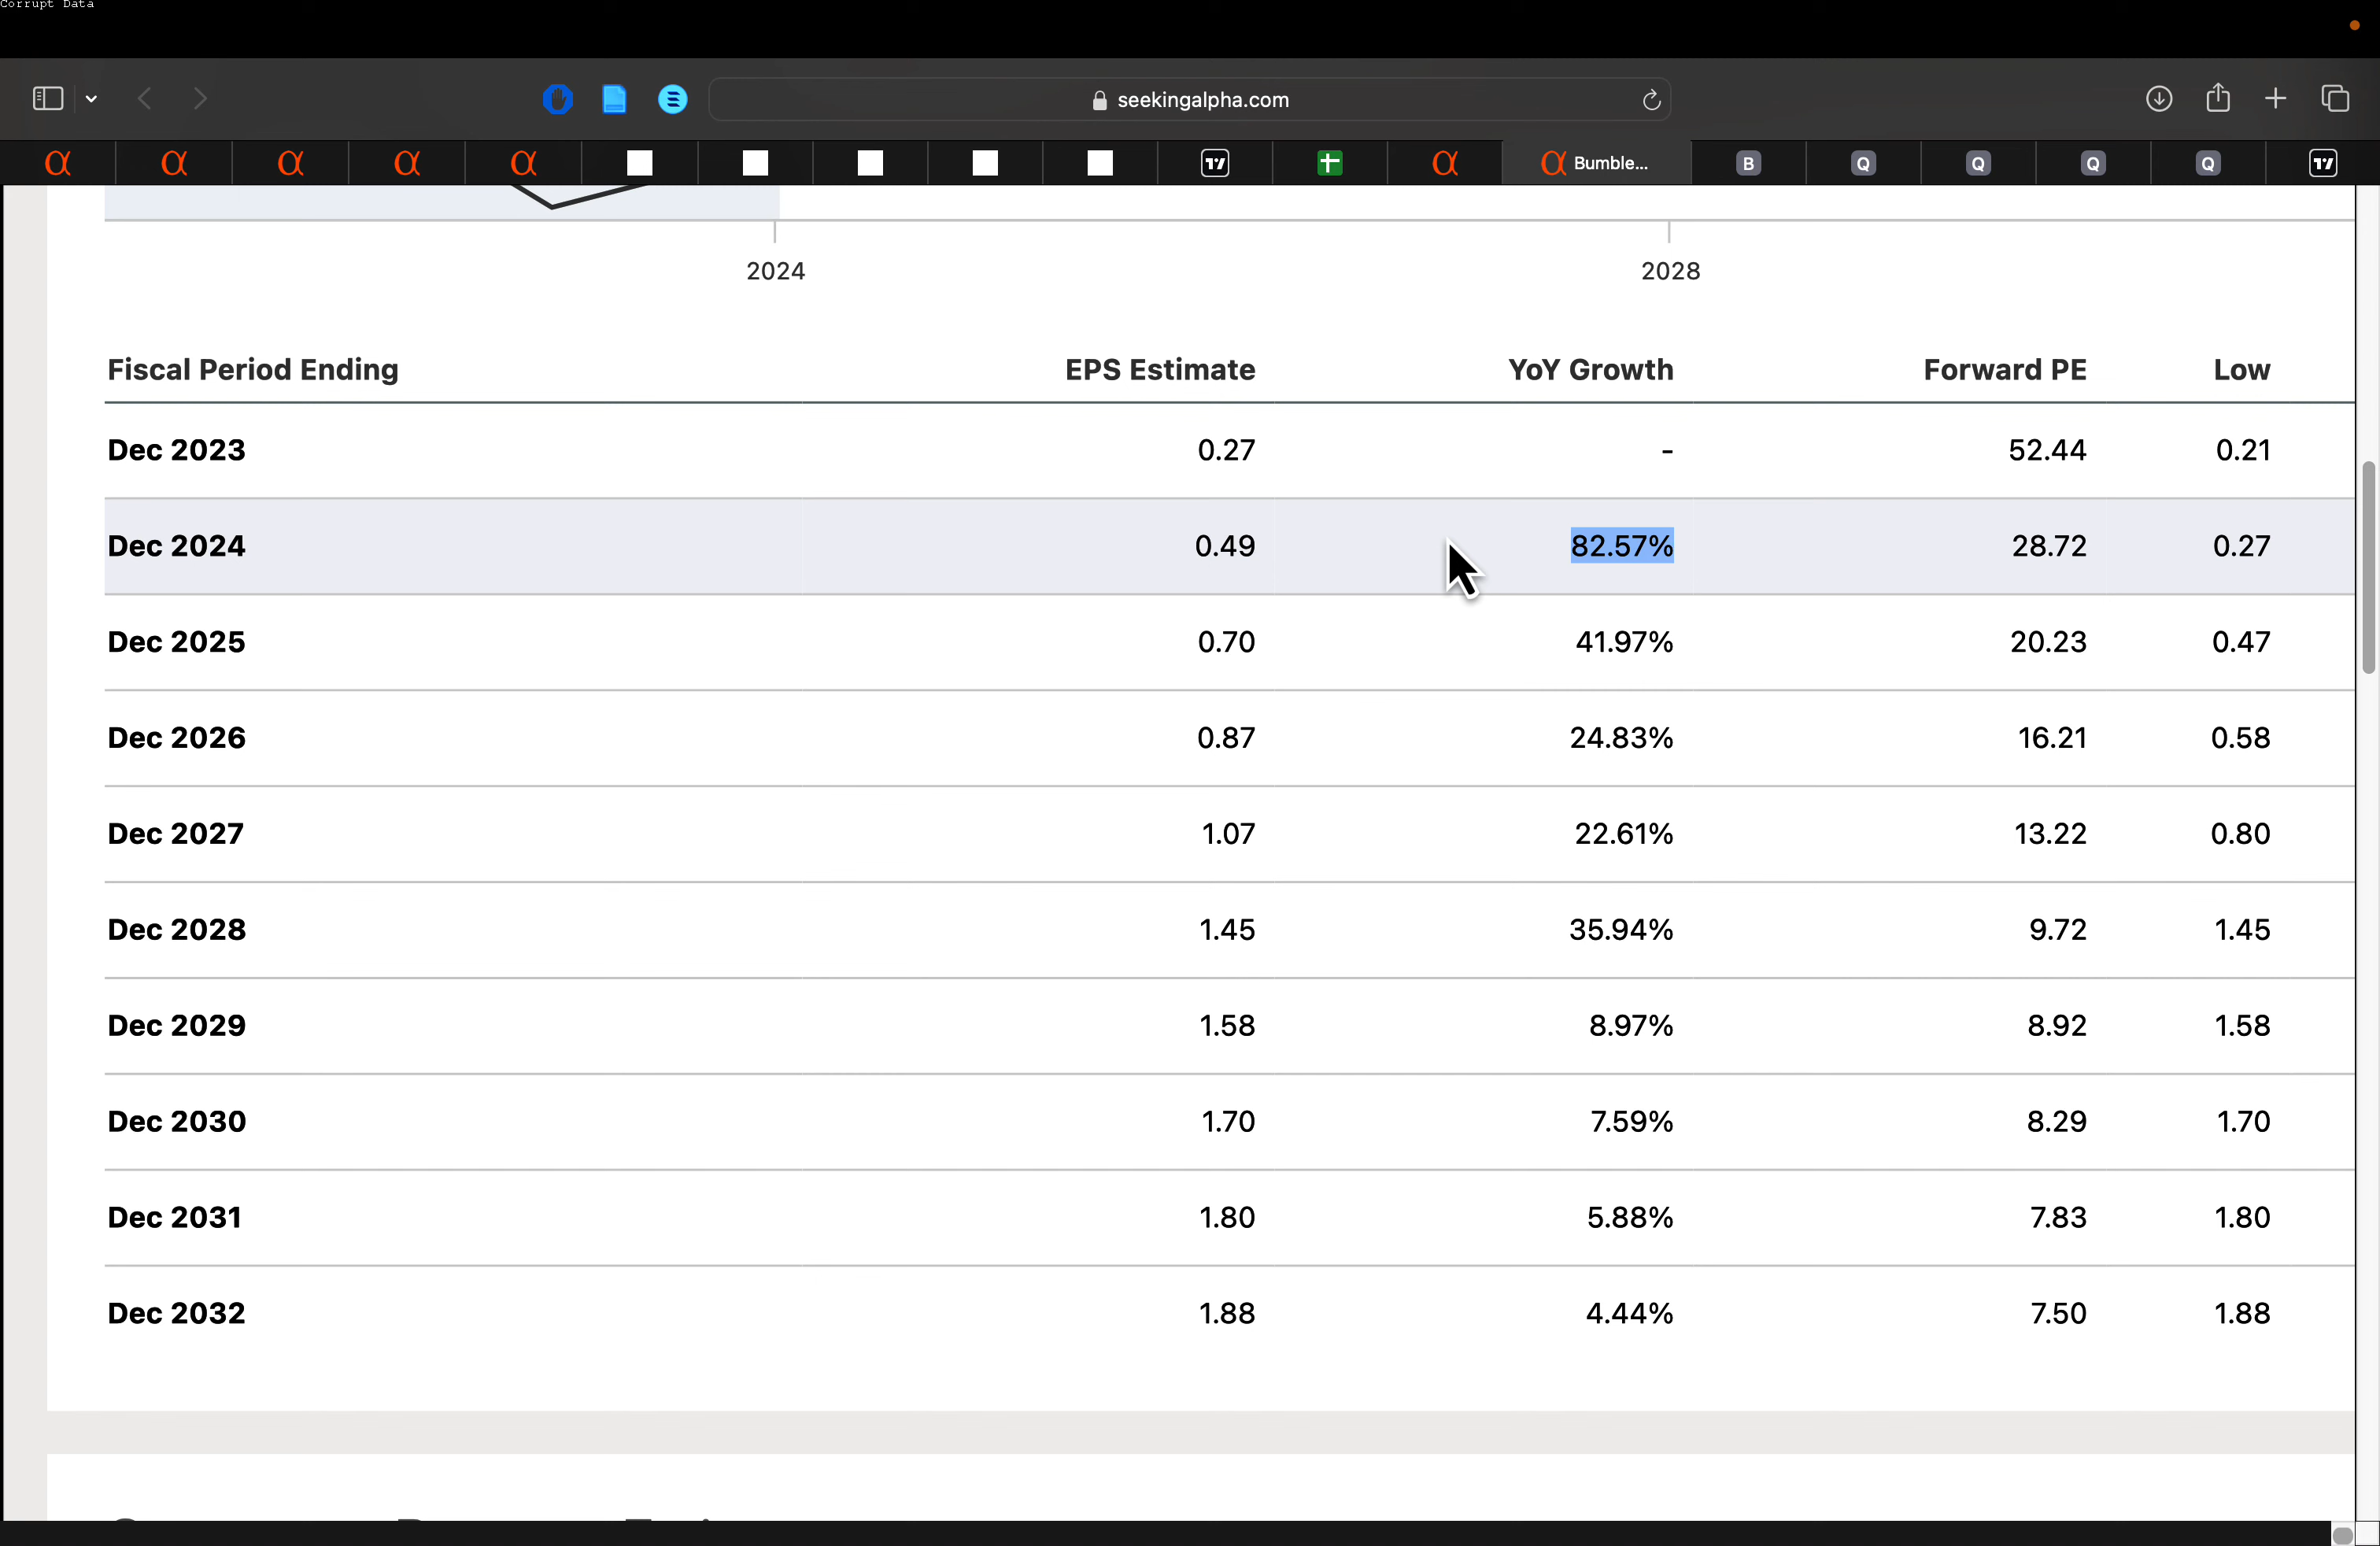 Corrupt Data
seekingalpha.com
Bumble...
B
Q
Q
Q
Q
2024 2028
Fiscal Period Ending EPS Estimate YoY Growth Forward PE Low
Dec 2023 0.27 - 52.44 0.21
Dec 2024 0.49 82.57% 28.72 0.27
Dec 2025 0.70 41.97% 20.23 0.47
Dec 2026 0.87 24.83% 16.21 0.58
Dec 2027 1.07 22.61% 13.22 0.80
Dec 2028 1.45 35.94% 9.72 1.45
Dec 2029 1.58 8.97% 8.92 1.58
Dec 2030 1.70 7.59% 8.29 1.70
Dec 2031 1.80 5.88% 7.83 1.80
Dec 2032 1.88 4.44% 7.50 1.88